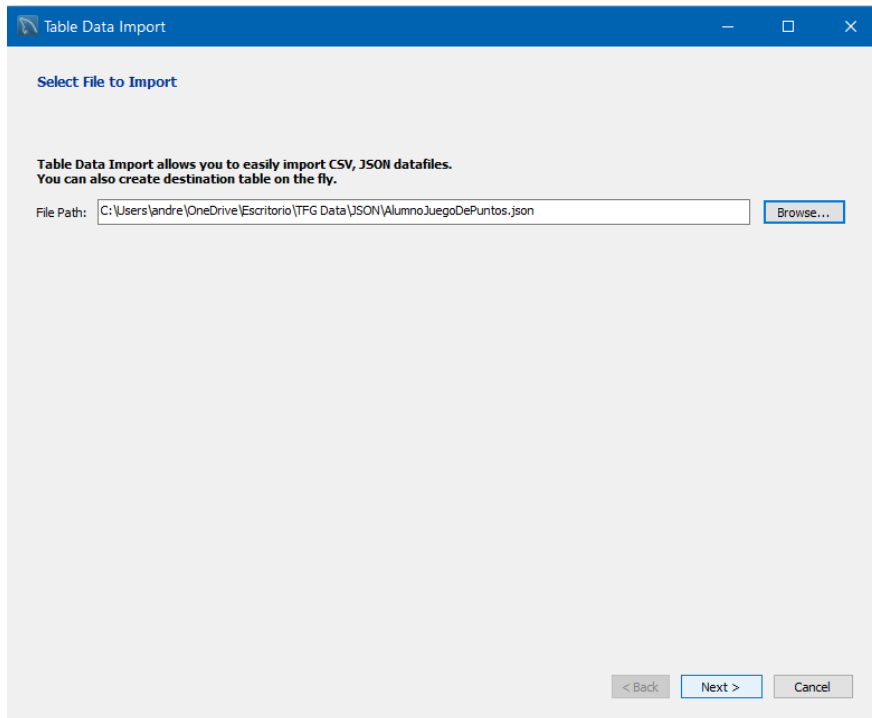 Table Data Import
Select File to Import
Table Data Import allows you to easily import CSV, JSON datafiles.
You can also create destination table on the fly.
File Path: C:\Users\andre\OneDrive\Escritorio\TFG Data\JSON\AlumnoJuegoDePuntos.json Browse...
< Back Next > Cancel